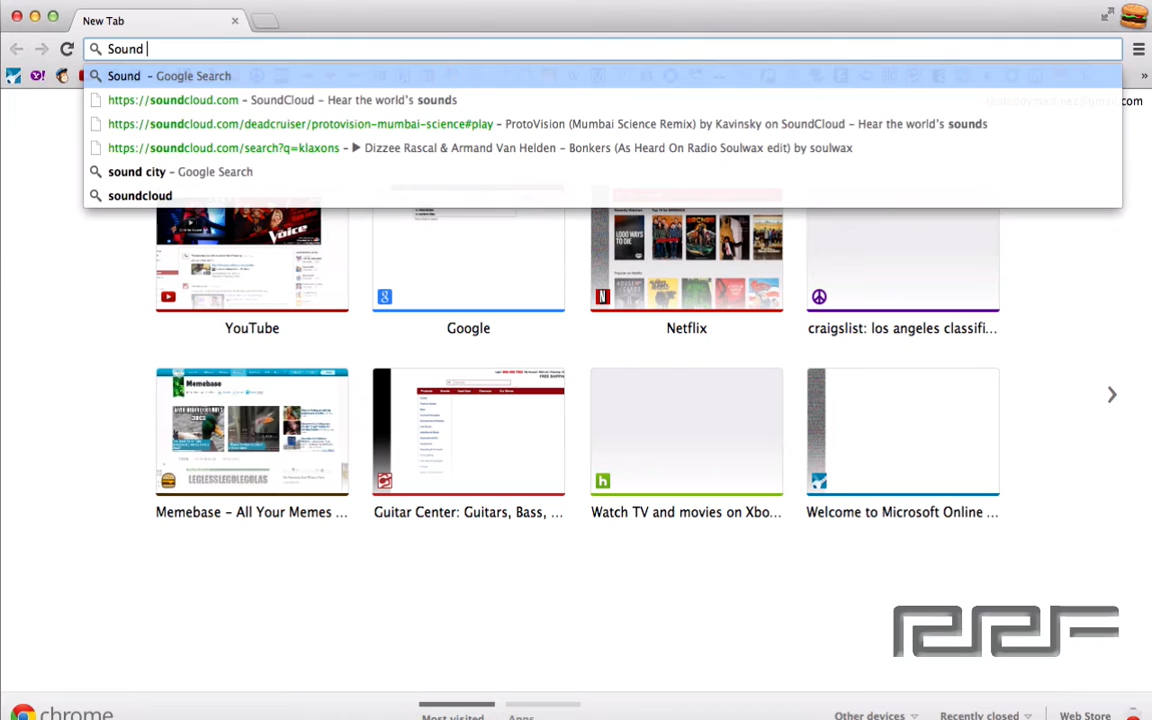 New Tab
Sound
Sound - Google Search
https://soundcloud.com - SoundCloud - Hear the world's sounds
https://soundcloud.com/deadcruiser/protovision-mumbai-science#play - ProtoVision (Mumbai Science Remix) by Kavinsky on SoundCloud - Hear the world's sounds
https://soundcloud.com/search?q=klaxons - ▶ Dizzee Rascal & Armand Van Helden - Bonkers (As Heard On Radio Soulwax edit) by soulwax
sound city - Google Search
soundcloud
YouTube
Google
Netflix
craigslist: los angeles classifi...
Memebase
LEGLESSLEGOLEGOLAS
Memebase - All Your Memes ...
Guitar Center: Guitars, Bass, ...
Watch TV and movies on Xbo...
Welcome to Microsoft Online ...
chrome
Most visited
Apps
Other devices
Recently closed
Web Store